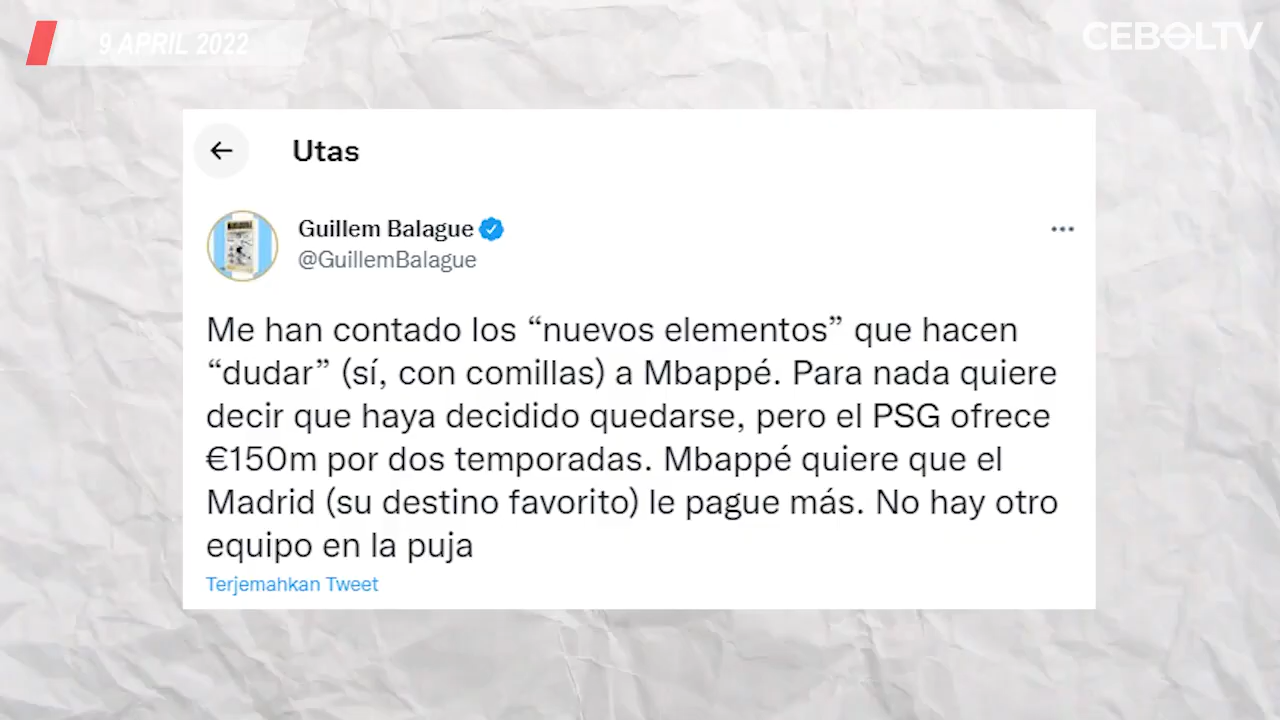 9 APRIL 2022
CEBOLTV
Utas
Guillem Balague
@GuillemBalague
Me han contado los “nuevos elementos” que hacen
“dudar” (sí, con comillas) a Mbappé. Para nada quiere
decir que haya decidido quedarse, pero el PSG ofrece
€150m por dos temporadas. Mbappé quiere que el
Madrid (su destino favorito) le pague más. No hay otro
equipo en la puja
Terjemahkan Tweet